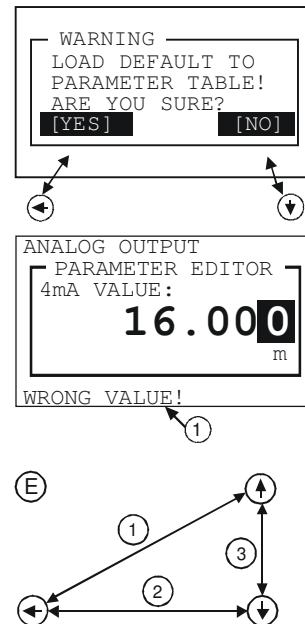 WARNING
LOAD DEFAULT TO
PARAMETER TABLE!
ARE YOU SURE?
[YES] [NO]
ANALOG OUTPUT
PARAMETER EDITOR
4mA VALUE:
16.000
m
WRONG VALUE!
1
E
1
3
2